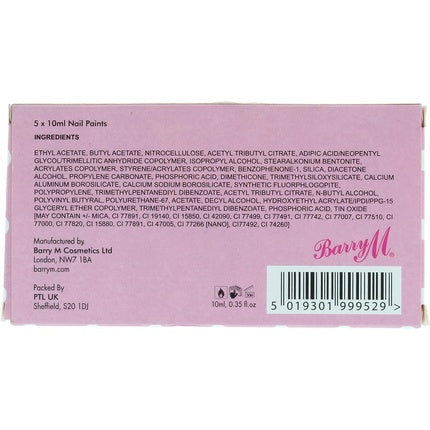 5 x 10ml Nail Paints
INGREDIENTS
ETHYL ACETATE, BUTYL ACETATE, NITROCELLULOSE, ACETYL TRIBUTYL CITRATE, ADIPIC ACID/NEOPENTYL
GLYCOL/TRIMELLITIC ANHYDRIDE COPOLYMER, ISOPROPYL ALCOHOL, STEARALKONIUM BENTONITE,
ACRYLATES COPOLYMER, STYRENE/ACRYLATES COPOLYMER, BENZOPHENONE-1, SILICA, DIACETONE
ALCOHOL, PROPYLENE CARBONATE, PHOSPHORIC ACID, DIMETHICONE, TRIMETHYLSILOXYSILICATE, CALCIUM
ALUMINUM BOROSILICATE, CALCIUM SODIUM BOROSILICATE, SYNTHETIC FLUORPHLOGOPITE,
POLYPROPYLENE, TRIMETHYLPENTANEDIYL DIBENZOATE, ACETYL TRIBUTYL CITRATE, N-BUTYL ALCOHOL,
POLYVINYL BUTYRAL, POLYURETHANE-67, ACETATE, DECYL ALCOHOL, HYDROXYETHYL ACRYLATE/IPDI/PPG-15
GLYCERYL ETHER COPOLYMER, TRIMETHYLPENTANEDIYL DIBENZOATE, PHOSPHORIC ACID, TIN OXIDE
[MAY CONTAIN +/- MICA, CI 77891, CI 19140, CI 15850, CI 42090, CI 77499, CI 77491, CI 77742, CI 77007, CI 77510, CI
77000, CI 77820, CI 15880, CI 77891, CI 47005, CI 77266 [NANO], CI77492, CI 74260]
Manufactured by
Barry M Cosmetics Ltd
London, NW7 1BA
barrym.com
Packed By
PTL UK
Sheffield, S20 1DJ
BarryM
10ml, 0.35 fl.oz
5 019301 999529 >